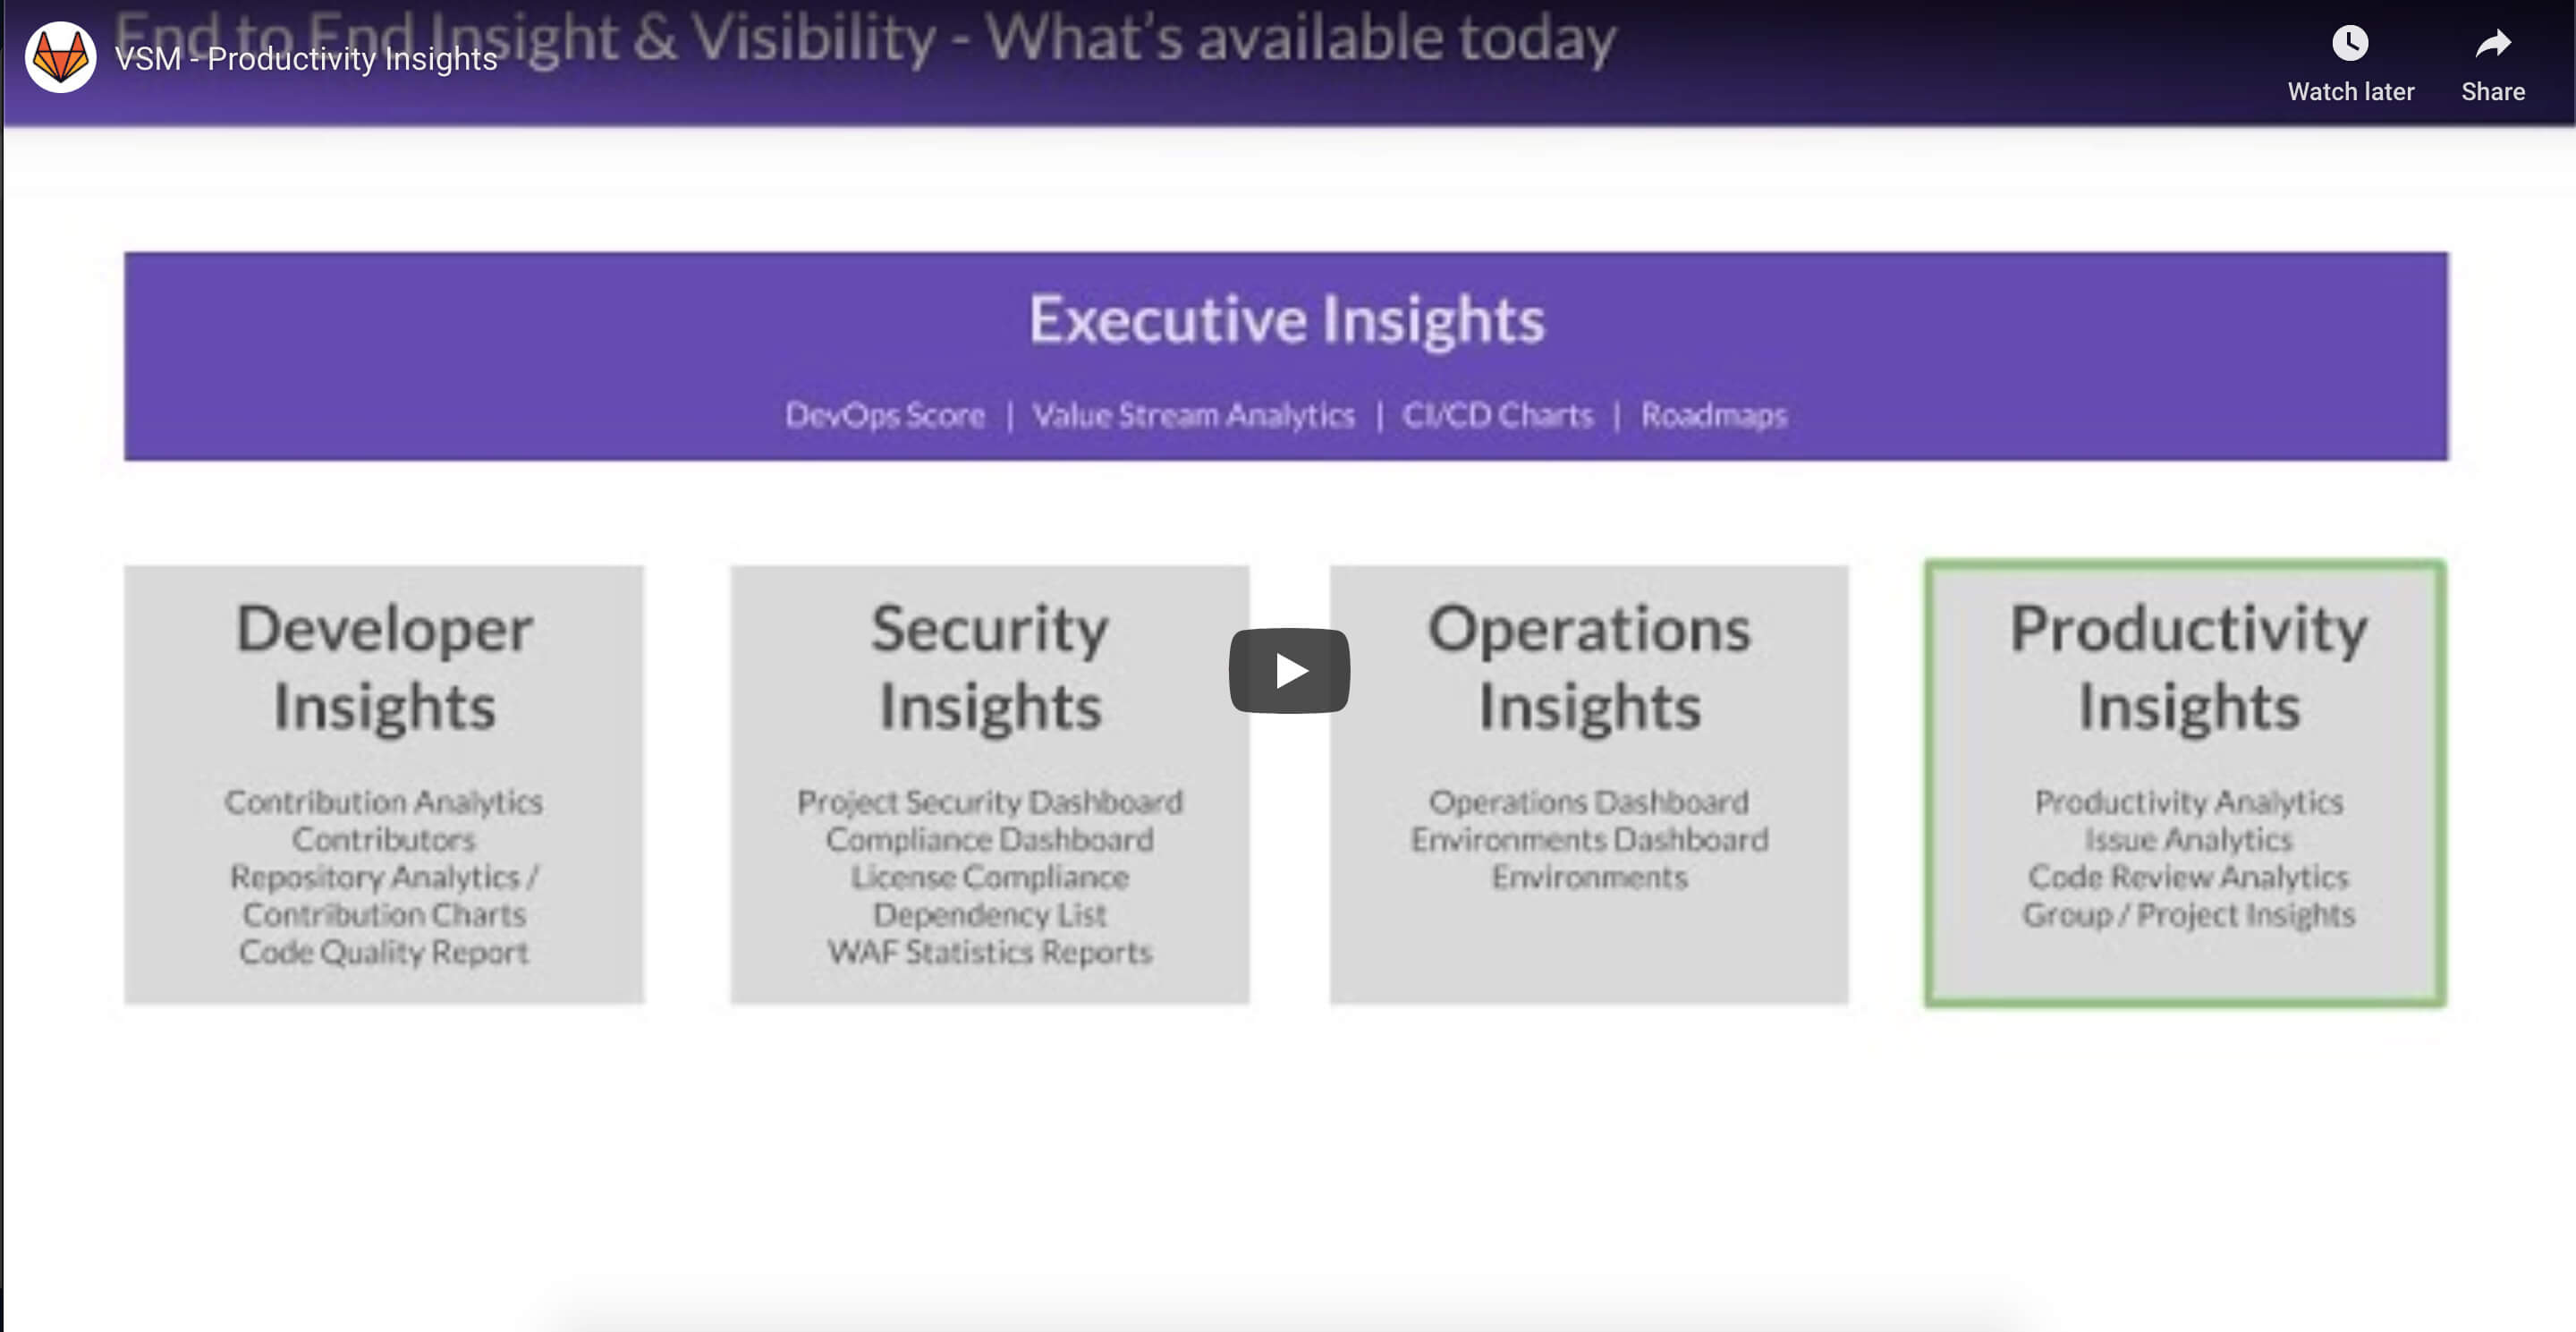 End to End Insight & Visibility - What's available today
VSM - Productivity Insights
Watch later
Share
Executive Insights
DevOps Score | Value Stream Analytics | CI/CD Charts | Roadmaps
Developer
Insights
Contribution Analytics
Contributors
Repository Analytics /
Contribution Charts
Code Quality Report
Security
Insights
Project Security Dashboard
Compliance Dashboard
License Compliance
Dependency List
WAF Statistics Reports
Operations
Insights
Operations Dashboard
Environments Dashboard
Environments
Productivity
Insights
Productivity Analytics
Issue Analytics
Code Review Analytics
Group / Project Insights